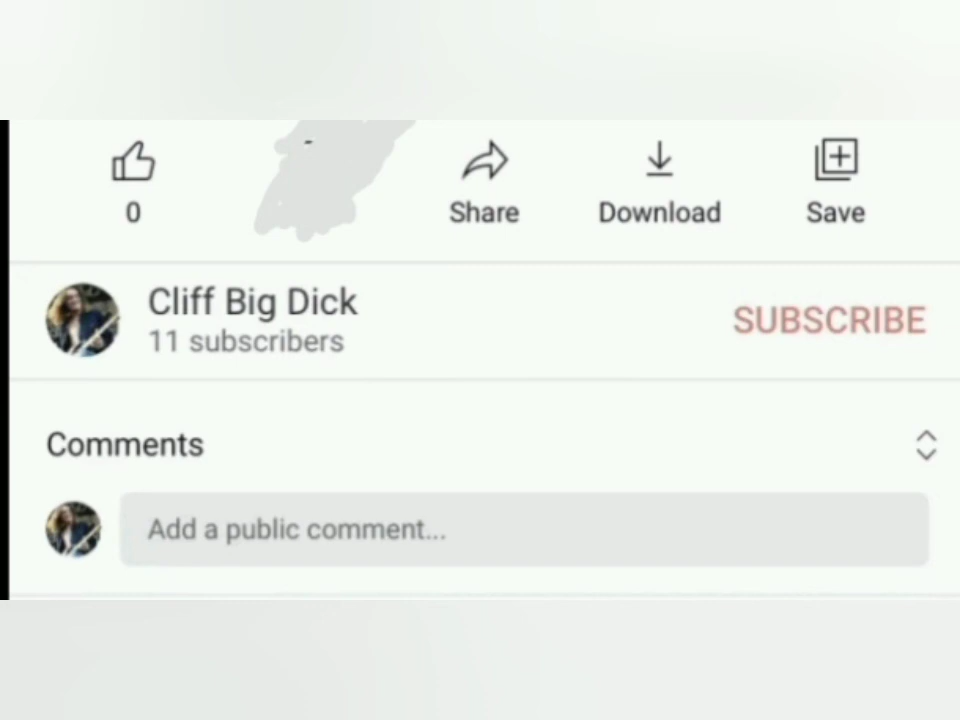 0
Share
Download
Save
Cliff Big Dick
11 subscribers
SUBSCRIBE
Comments
Add a public comment...